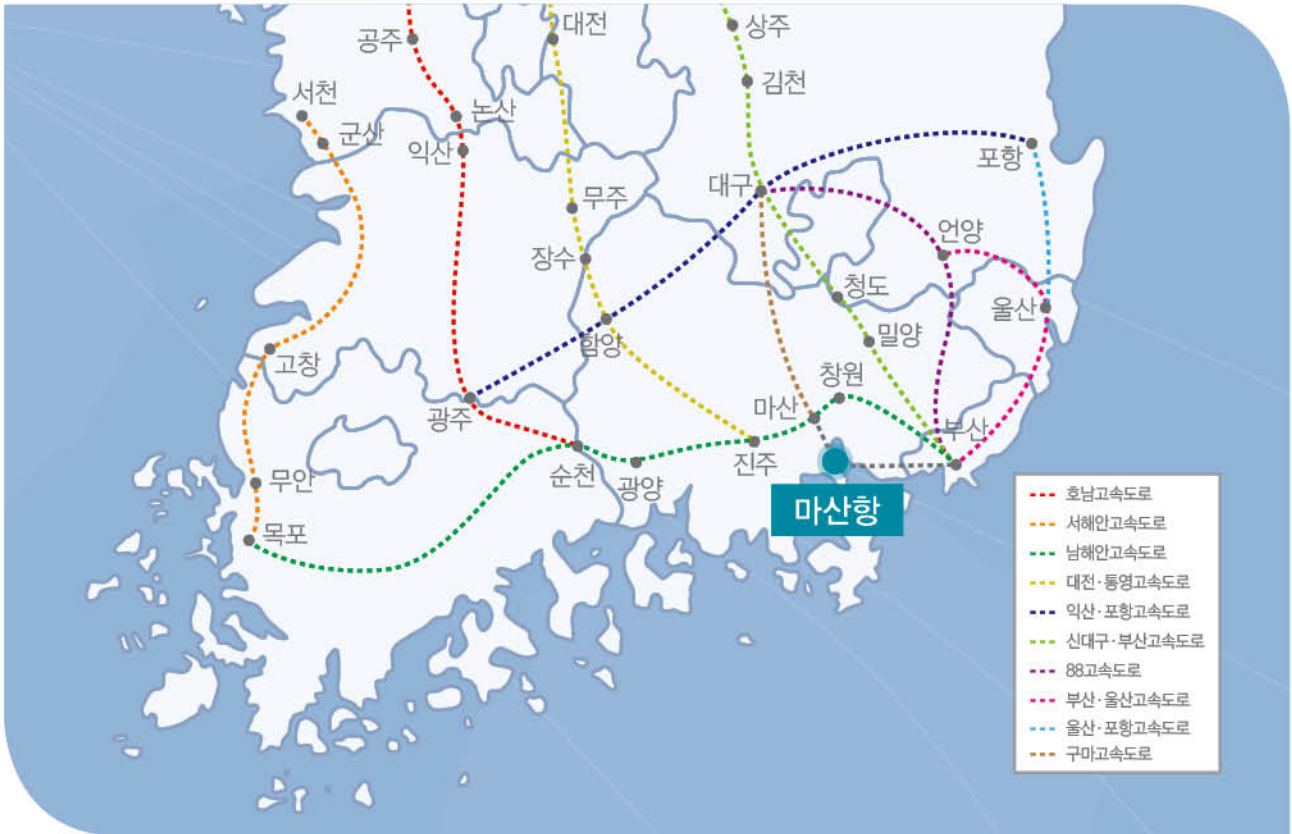 대전
상주
공주
김천
서천
논산
군산
익산
포항
대구
무주
언양
장수
청도
울산
밀양
함양
고창
창원
마산
광주
부산
순천
진주
광양
무안
마산항
목포
호남고속도로
서해안고속도로
남해안고속도로
대전·통영고속도로
익산·포항고속도로
신대구·부산고속도로
88고속도로
부산·울산고속도로
울산·포항고속도로
구마고속도로